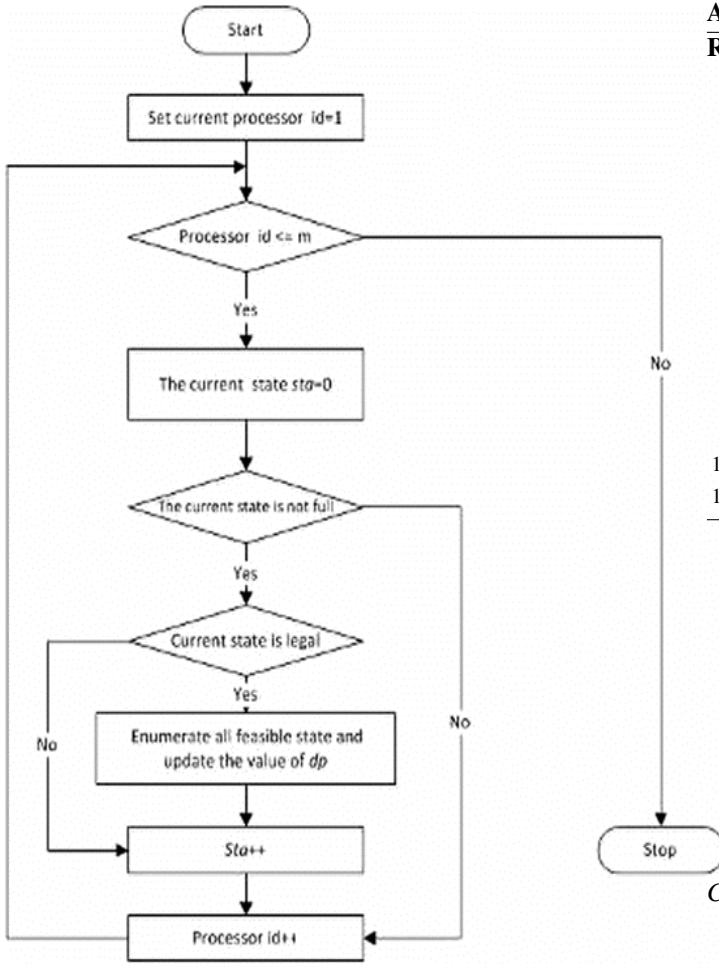 Start
Set current processor id=1
Processor id <= m
Yes
The current state sta=0
No
The current state is not full
Yes
Current state is legal
Yes
No
No
Enumerate all feasible state and
update the value of dp
Sta++
Stop
Processor id++
A
R
1
1
C